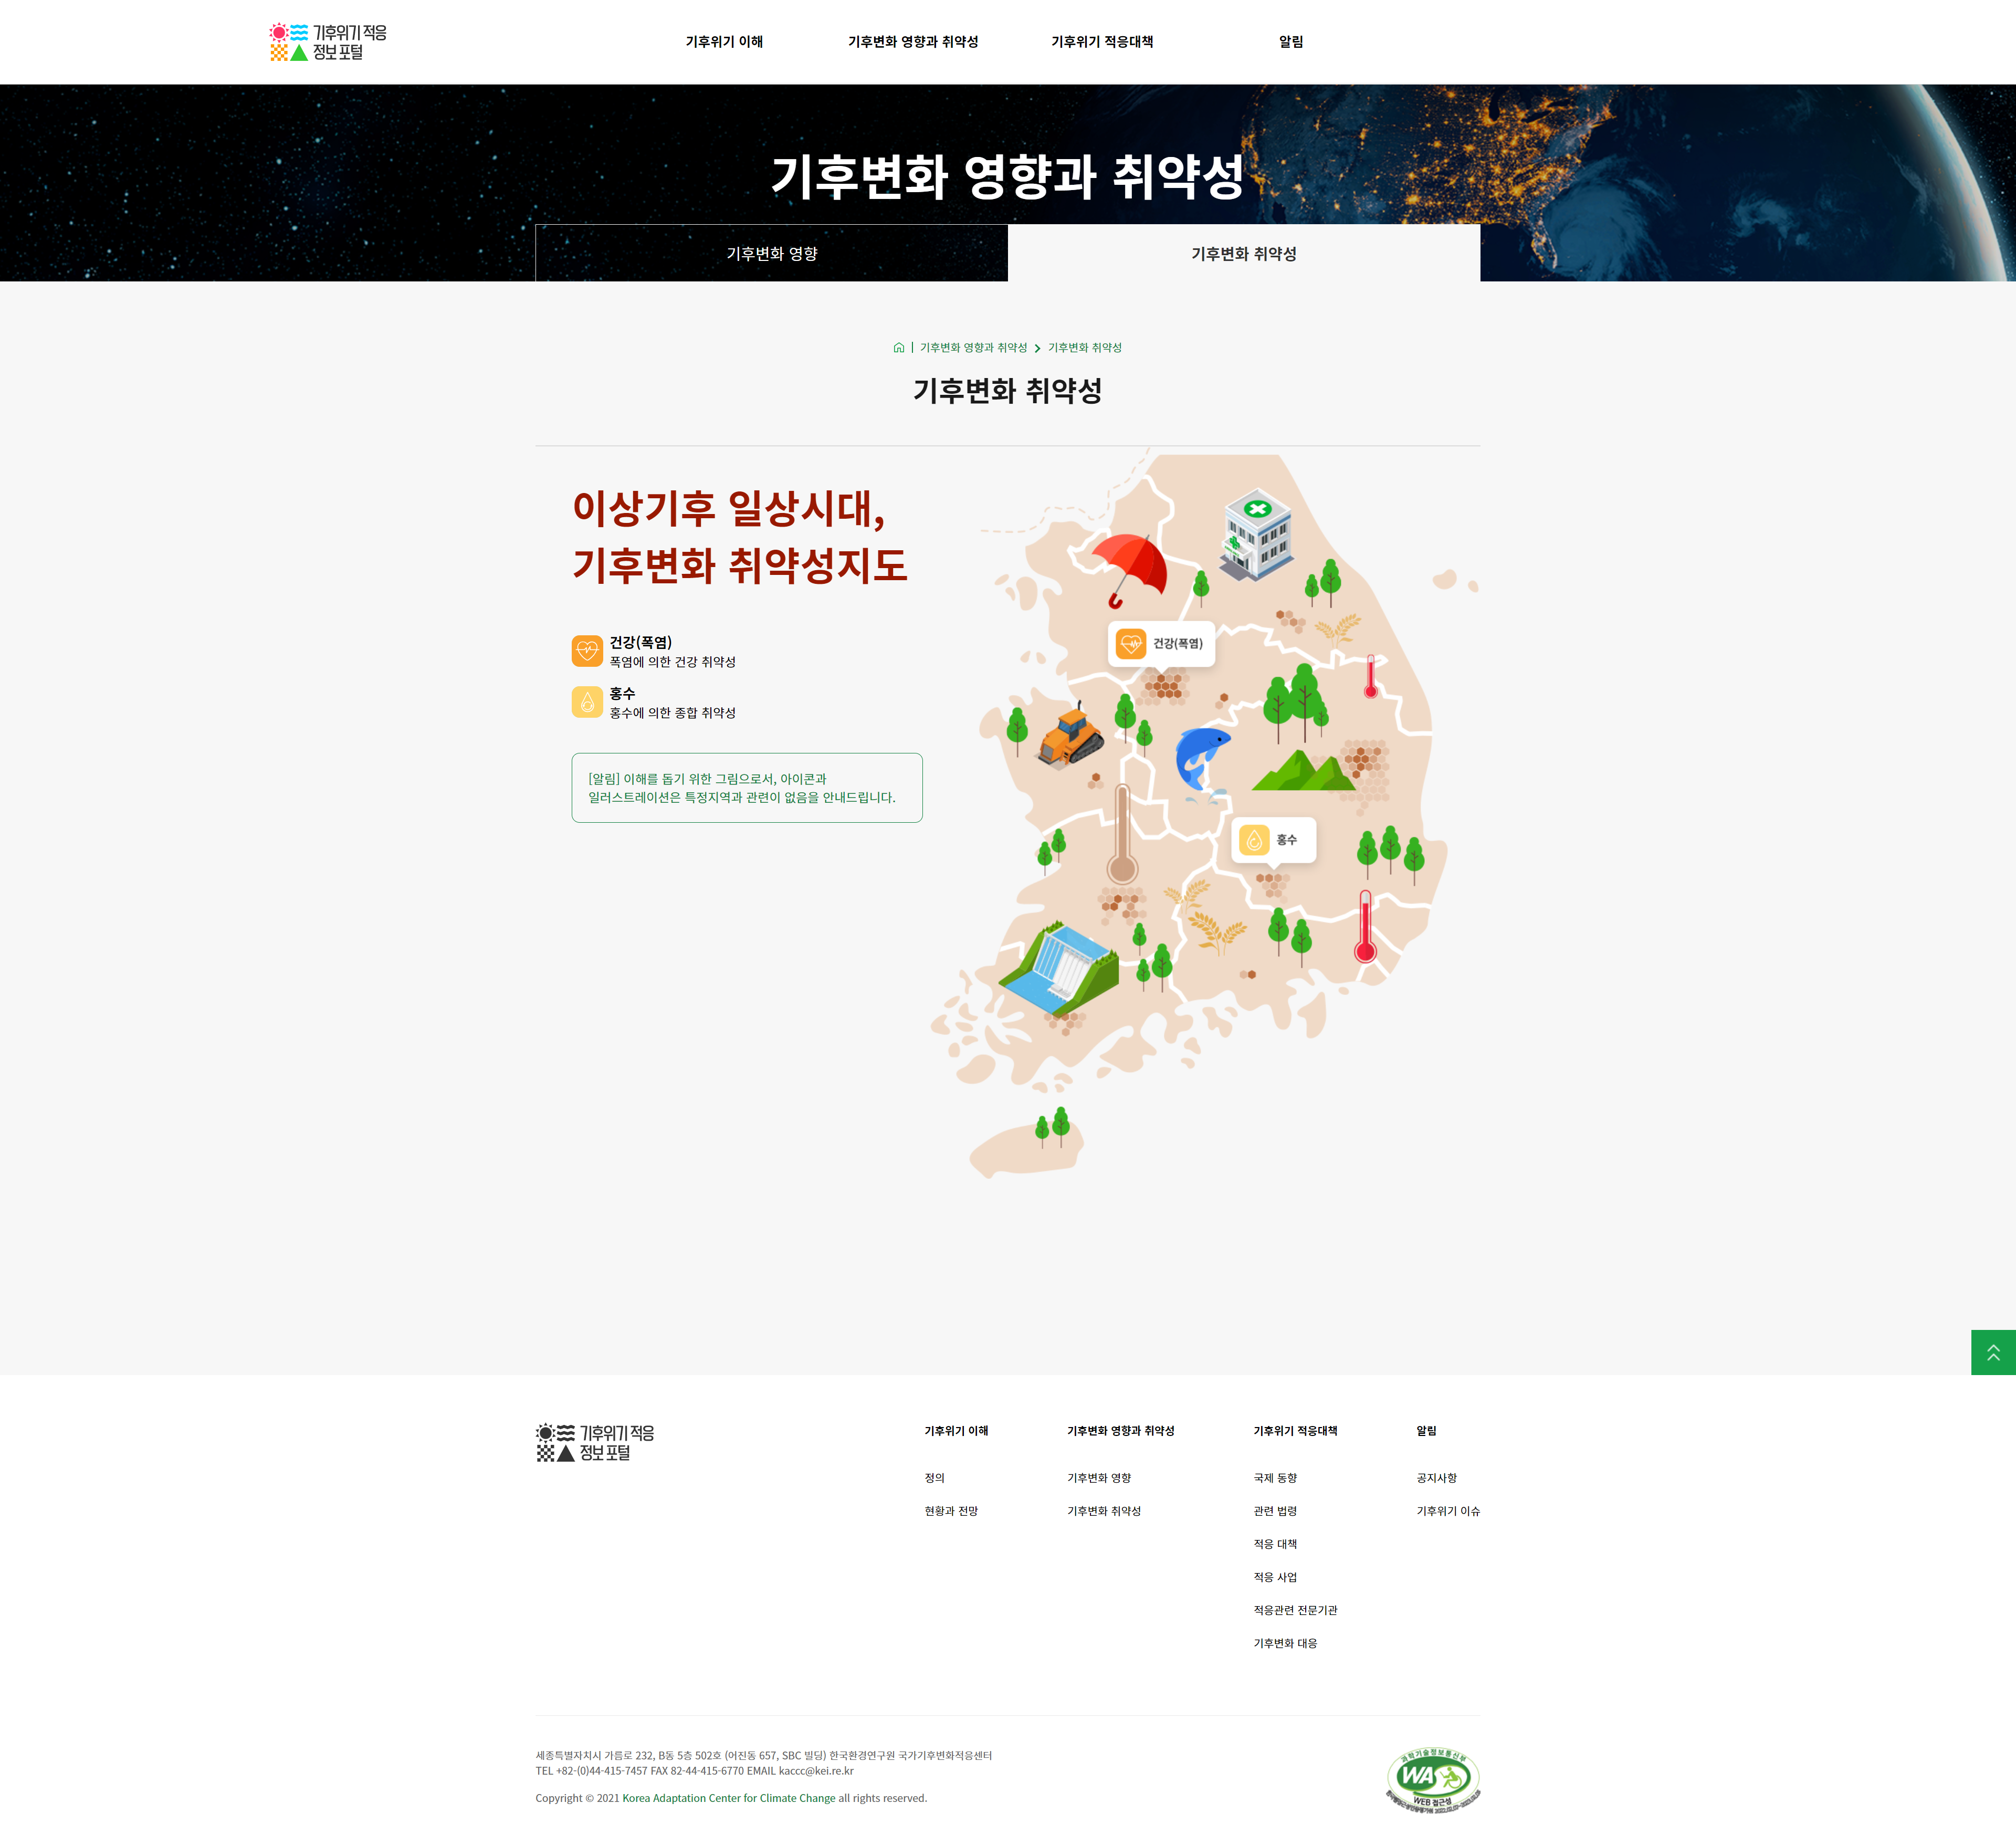 기후위기 적응
정보 포털
기후위기 이해
기후변화 영향과 취약성
기후위기 적응대책
알림
기후변화 영향과 취약성
기후변화 영향
기후변화 취약성
기후변화 영향과 취약성
기후변화 취약성
기후변화 취약성
이상기후 일상시대,
기후변화 취약성지도
건강(폭염)
폭염에 의한 건강 취약성
홍수
홍수에 의한 종합 취약성
[알림] 이해를 돕기 위한 그림으로서, 아이콘과
일러스트레이션은 특정지역과 관련이 없음을 안내드립니다.
건강(폭염)
홍수
기후위기 적응
정보 포털
기후위기 이해
정의
현황과 전망
기후변화 영향과 취약성
기후변화 영향
기후변화 취약성
기후위기 적응대책
국제 동향
관련 법령
적응 대책
적응 사업
적응관련 전문기관
기후변화 대응
알림
공지사항
기후위기 이슈
세종특별자치시 가름로 232, B동 5층 502호 (어진동 657, SBC 빌딩) 한국환경연구원 국가기후변화적응센터
TEL +82-(0)44-415-7457 FAX 82-44-415-6770 EMAIL kaccc@kei.re.kr
Copyright © 2021 Korea Adaptation Center for Climate Change all rights reserved.
과학기술정보통신부
WA
WEB 접근성